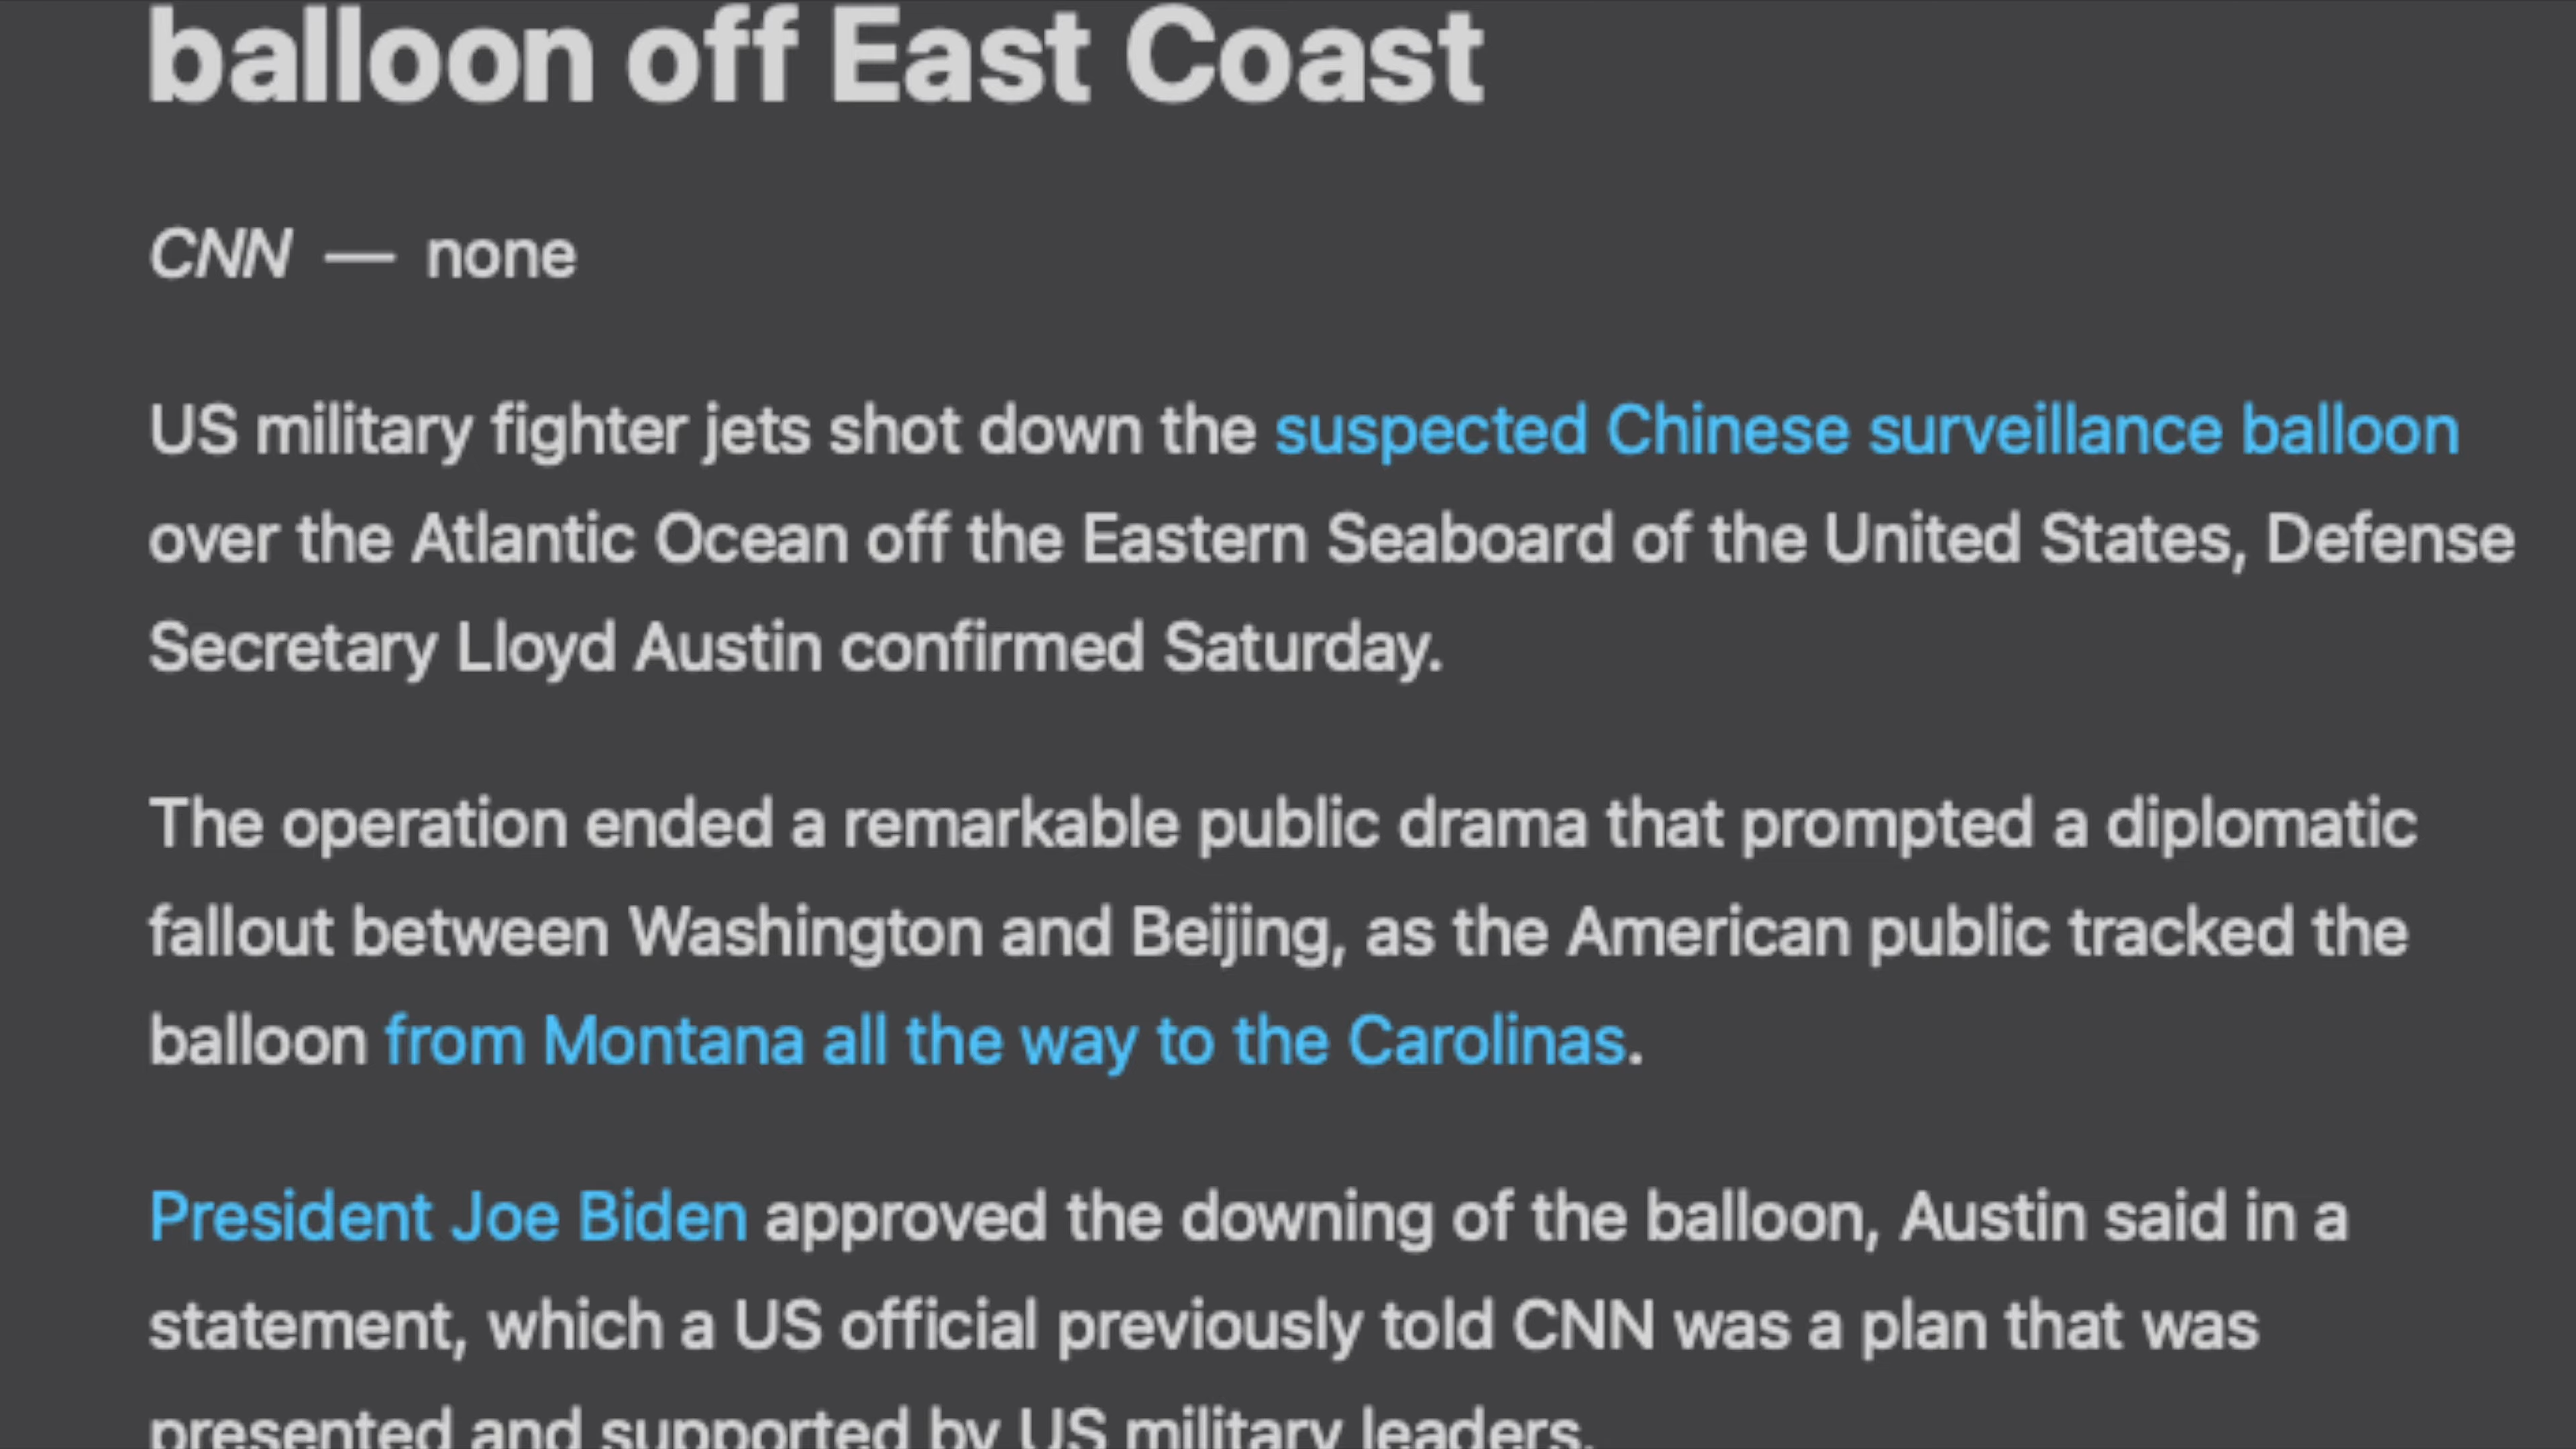 balloon off East Coast
CNN — none
US military fighter jets shot down the suspected Chinese surveillance balloon
over the Atlantic Ocean off the Eastern Seaboard of the United States, Defense
Secretary Lloyd Austin confirmed Saturday.
The operation ended a remarkable public drama that prompted a diplomatic
fallout between Washington and Beijing, as the American public tracked the
balloon from Montana all the way to the Carolinas.
President Joe Biden approved the downing of the balloon, Austin said in a
statement, which a US official previously told CNN was a plan that was
presented and supported by US military leaders.